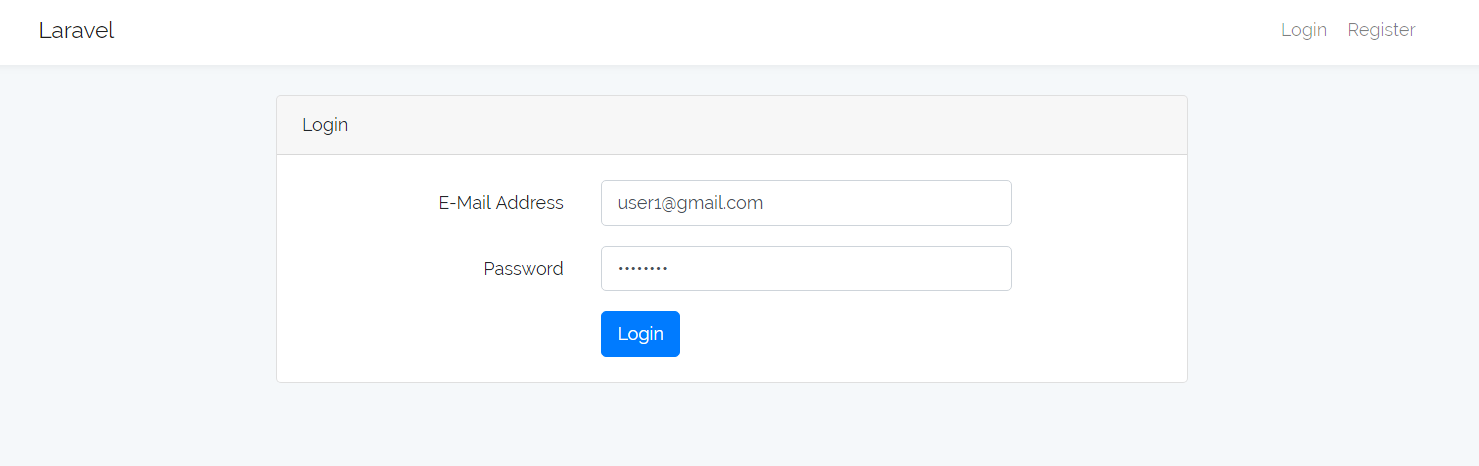 Laravel
Login Register
Login
E-Mail Address user1@gmail.com
Password ••••••••
Login